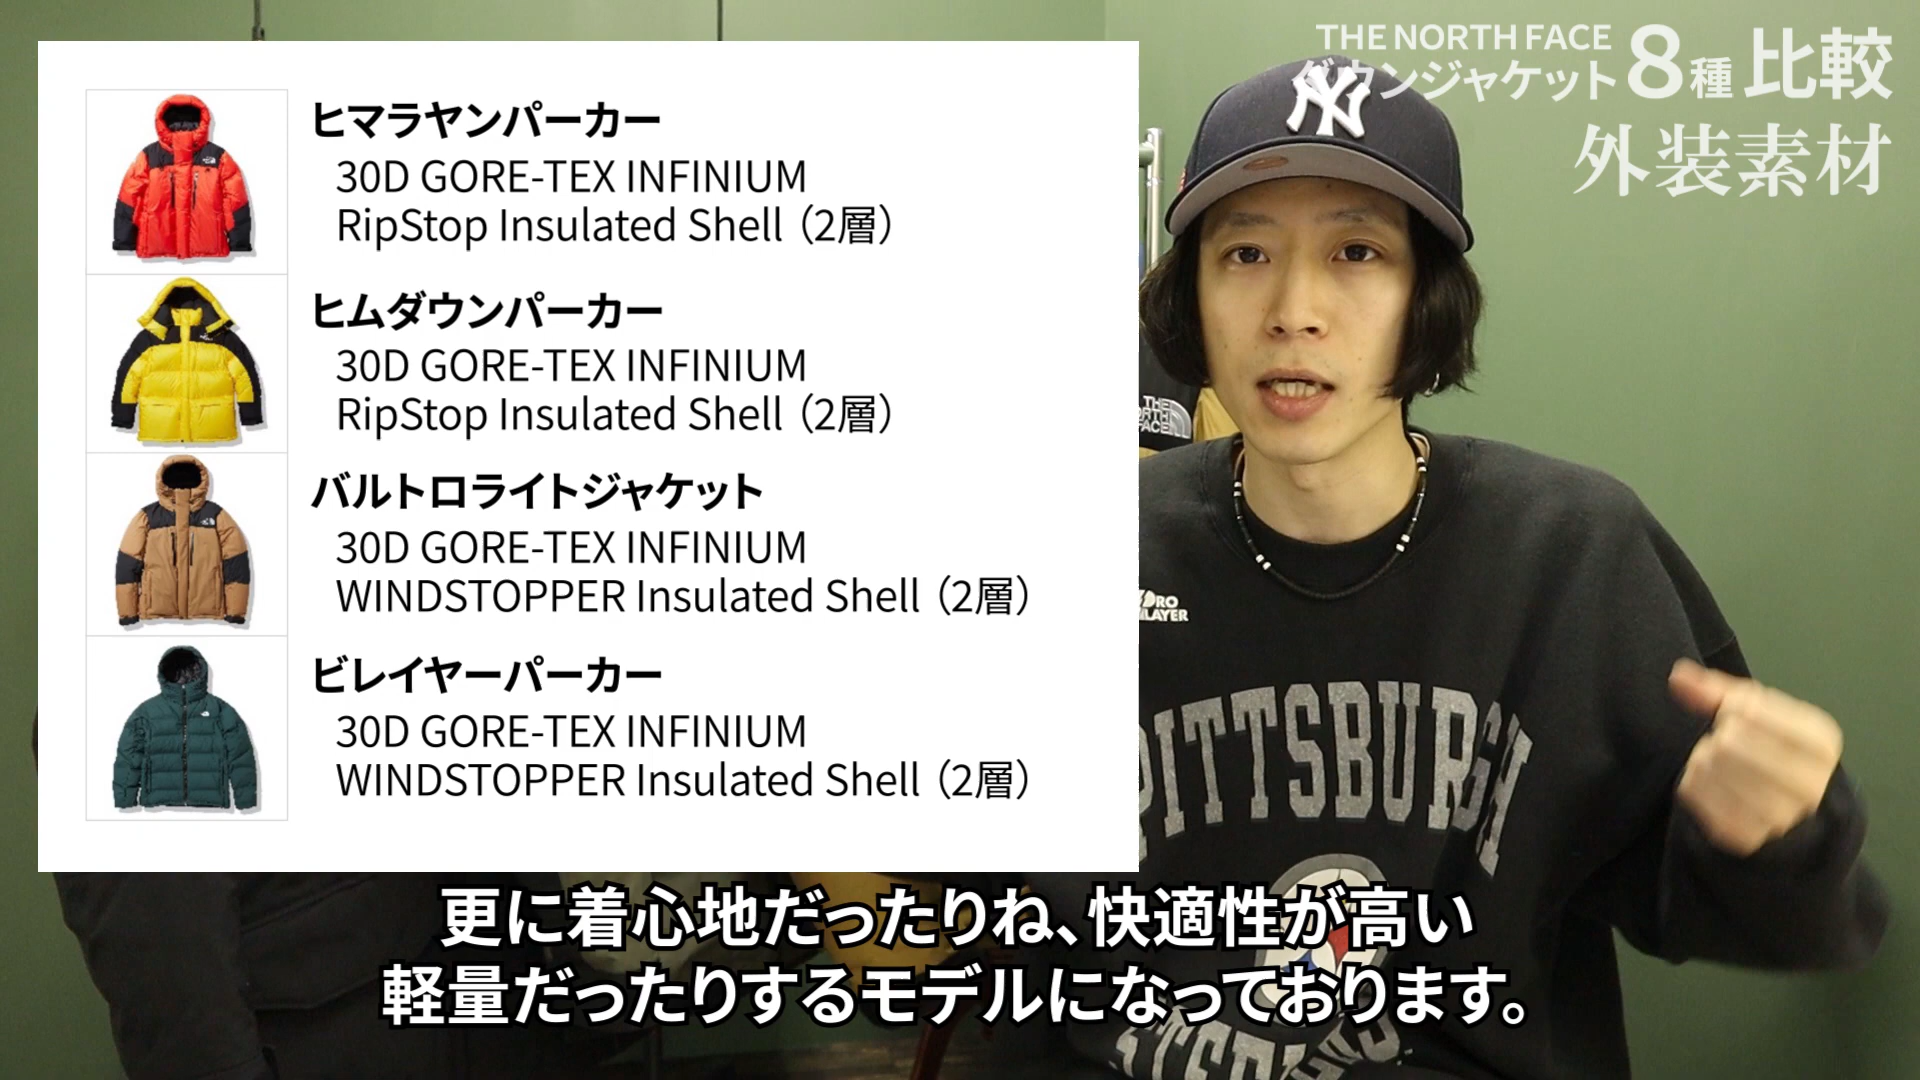 THE NORTH FACE
ダウンジャケット8種比較
外装素材
ヒマラヤンパーカー
30D GORE-TEX INFINIUM
RipStop Insulated Shell（2層）
ヒムダウンパーカー
30D GORE-TEX INFINIUM
RipStop Insulated Shell（2層）
バルトロライトジャケット
30D GORE-TEX INFINIUM
WINDSTOPPER Insulated Shell（2層）
ビレイヤーパーカー
30D GORE-TEX INFINIUM
WINDSTOPPER Insulated Shell（2層）
NY
THE
ORTH
FACE
PITTSBURGH
更に着心地だったりね、快適性が高い
軽量だったりするモデルになっております。